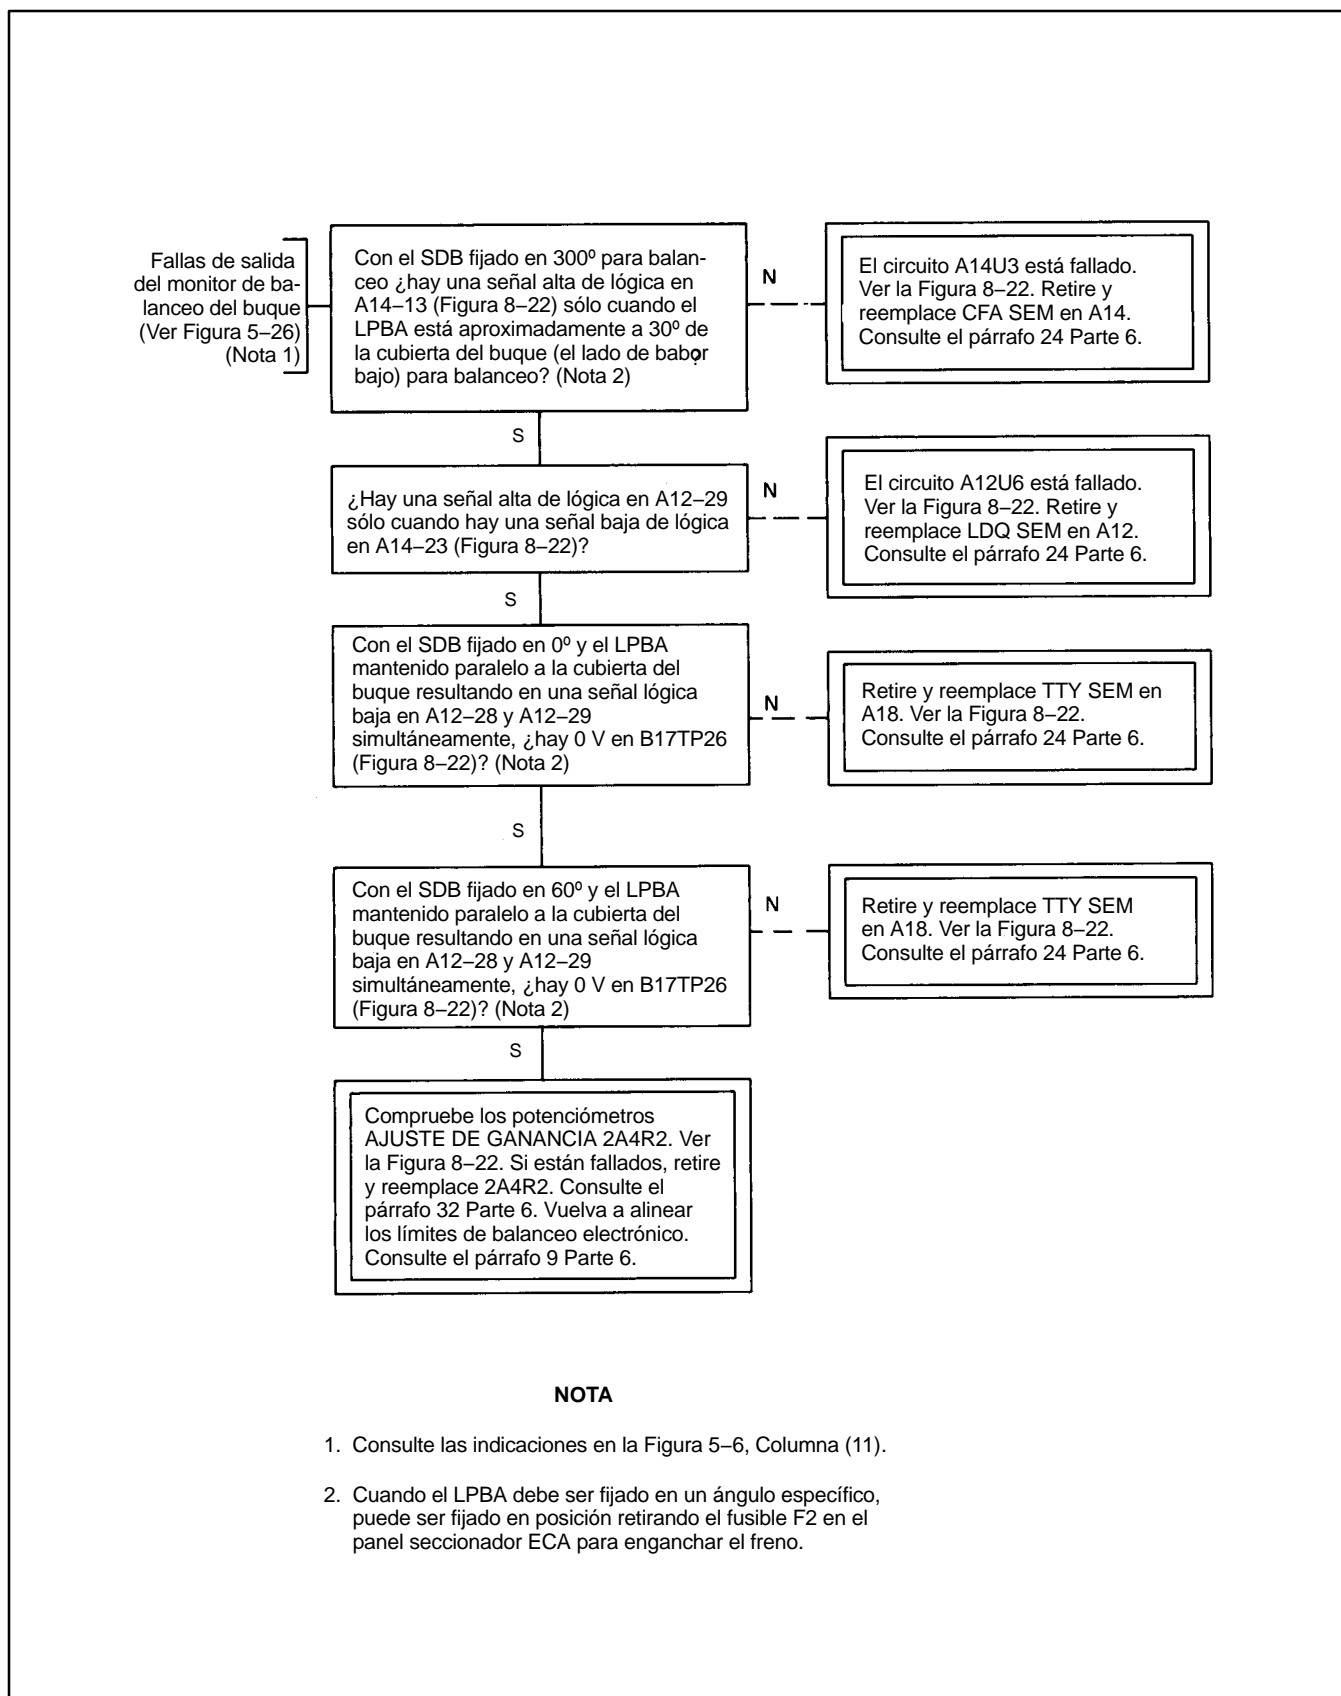 Fallas de salida
del monitor de ba-
lanceo del buque
(Ver Figura 5–26)
(Nota 1)
Con el SDB fijado en 300º para balan-
ceo ¿hay una señal alta de lógica en
A14–13 (Figura 8–22) sólo cuando el
LPBA está aproximadamente a 30º de
la cubierta del buque (el lado de babor
bajo) para balanceo? (Nota 2)
N
El circuito A14U3 está fallado.
Ver la Figura 8–22. Retire y
reemplace CFA SEM en A14.
Consulte el párrafo 24 Parte 6.
S
¿Hay una señal alta de lógica en A12–29
sólo cuando hay una señal baja de lógica
en A14–23 (Figura 8–22)?
N
El circuito A12U6 está fallado.
Ver la Figura 8–22. Retire y
reemplace LDQ SEM en A12.
Consulte el párrafo 24 Parte 6.
S
Con el SDB fijado en 0º y el LPBA
mantenido paralelo a la cubierta del
buque resultando en una señal lógica
baja en A12–28 y A12–29
simultáneamente, ¿hay 0 V en B17TP26
(Figura 8–22)? (Nota 2)
N
Retire y reemplace TTY SEM en
A18. Ver la Figura 8–22.
Consulte el párrafo 24 Parte 6.
S
Con el SDB fijado en 60º y el LPBA
mantenido paralelo a la cubierta del
buque resultando en una señal lógica
baja en A12–28 y A12–29
simultáneamente, ¿hay 0 V en B17TP26
(Figura 8–22)? (Nota 2)
N
Retire y reemplace TTY SEM
en A18. Ver la Figura 8–22.
Consulte el párrafo 24 Parte 6.
S
Compruebe los potenciómetros
AJUSTE DE GANANCIA 2A4R2. Ver
la Figura 8–22. Si están fallados, retire
y reemplace 2A4R2. Consulte el
párrafo 32 Parte 6. Vuelva a alinear
los límites de balanceo electrónico.
Consulte el párrafo 9 Parte 6.
NOTA
1. Consulte las indicaciones en la Figura 5–6, Columna (11).
2. Cuando el LPBA debe ser fijado en un ángulo específico,
puede ser fijado en posición retirando el fusible F2 en el
panel seccionador ECA para enganchar el freno.